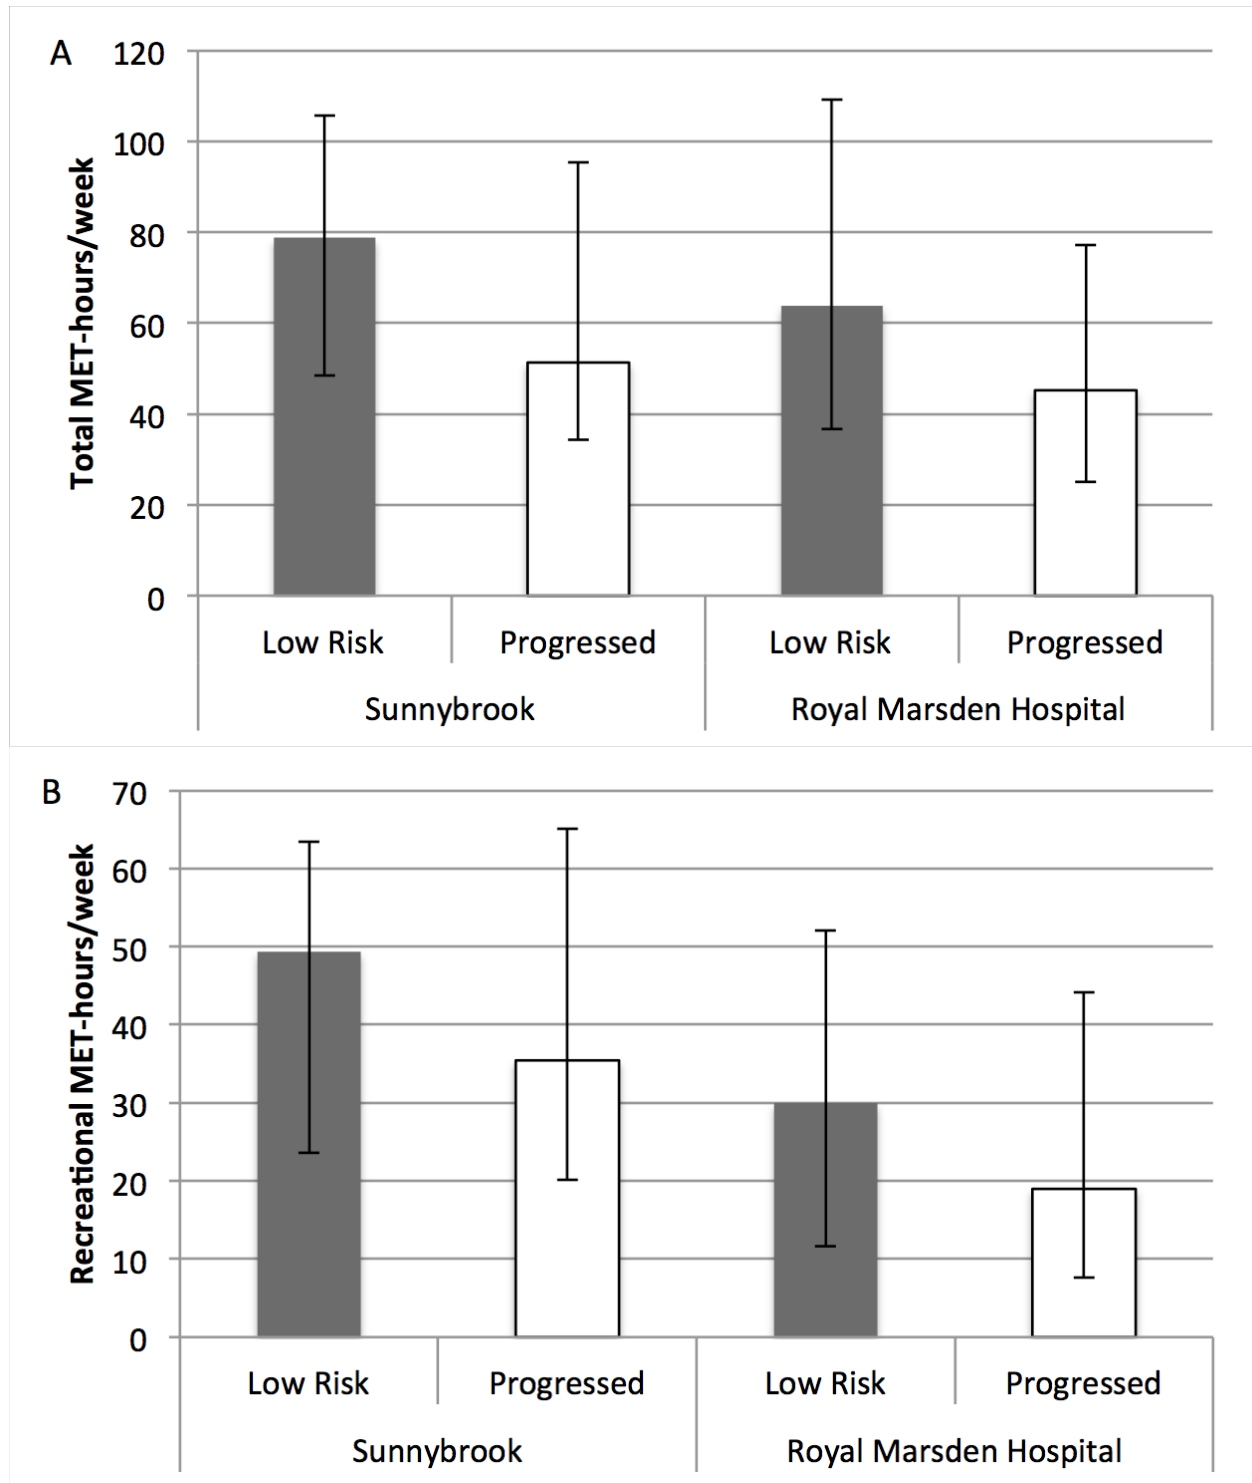 A
Total MET-hours/week
120
100
80
60
40
20
0
Low Risk Progressed Low Risk Progressed
Sunnybrook Royal Marsden Hospital
B
Recreational MET-hours/week
70
60
50
40
30
20
10
0
Low Risk Progressed Low Risk Progressed
Sunnybrook Royal Marsden Hospital